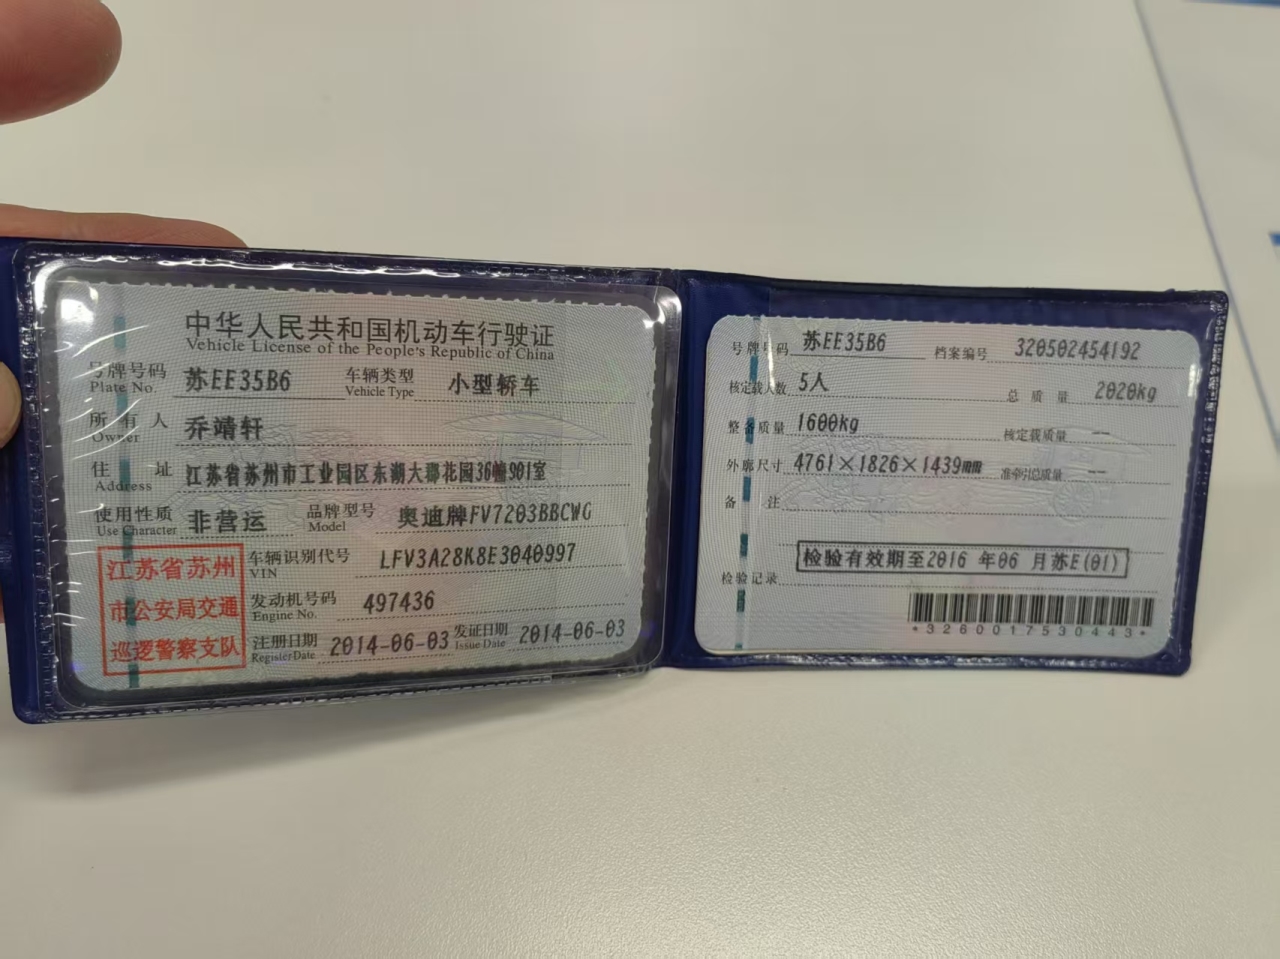 中华人民共和国机动车行驶证
Vehicle License of the People's Republic of China
号牌号码 苏EE35B6 车辆类型 小型轿车
Plate No. Vehicle Type
所有人 乔靖轩
Owner
住址 江苏省苏州市工业园区东湖大郡花园36幢901室
Address
使用性质 非营运 品牌型号 奥迪牌FV7203BBCWG
Use Character Model
江苏省苏州
市公安局交通
巡逻警察支队
车辆识别代号 LFV3A28K8E3040997
VIN
发动机号码 497436
Engine No.
注册日期 2014-06-03 发证日期 2014-06-03
Register Date Issue Date
号牌号码 苏EE35B6 档案编号 320502454192
核定载人数 5人 总质量 2020kg
整备质量 1600kg 核定载质量 --
外廓尺寸 4761×1826×1439mm 准牵引总质量 --
备注
检验有效期至2016 年06 月苏E(01)
检验记录
*3260017530443*